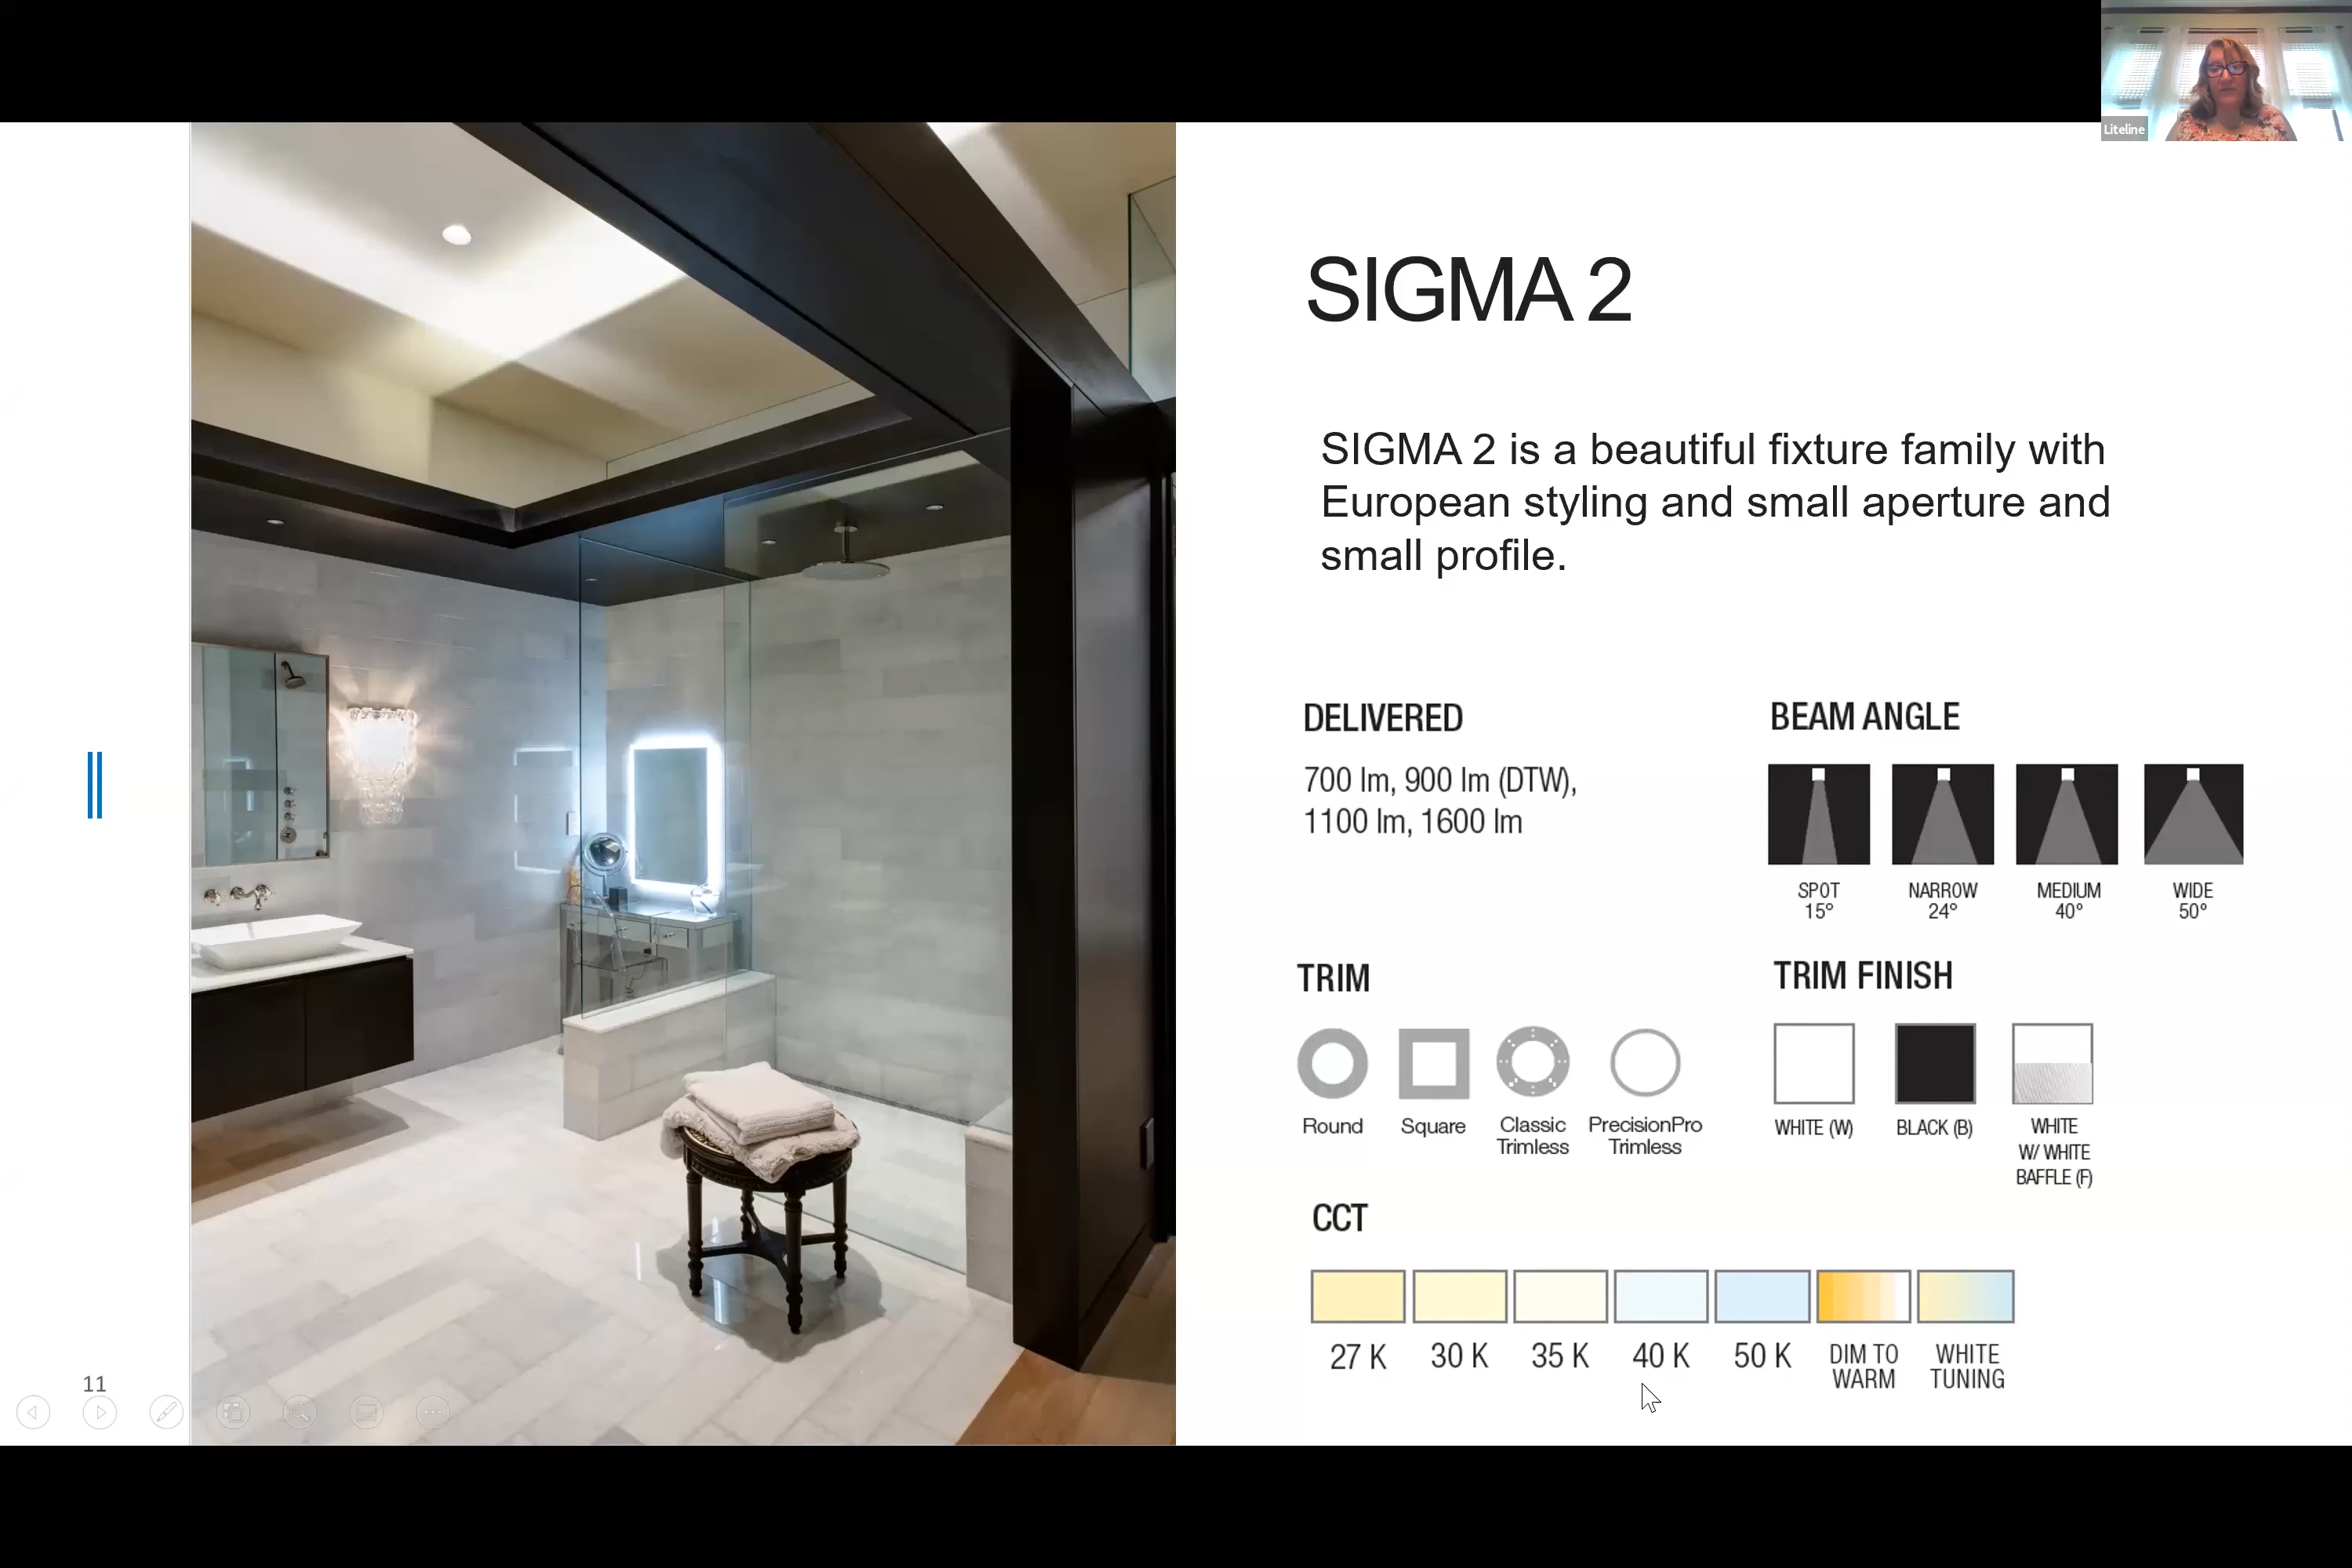 Liteline
SIGMA 2
SIGMA 2 is a beautiful fixture family with
European styling and small aperture and
small profile.
DELIVERED
700 lm, 900 lm (DTW),
1100 lm, 1600 lm
BEAM ANGLE
SPOT
15°
NARROW
24°
MEDIUM
40°
WIDE
50°
TRIM
Round
Square
Classic
Trimless
PrecisionPro
Trimless
TRIM FINISH
WHITE (W)
BLACK (B)
WHITE
W/ WHITE
BAFFLE (F)
CCT
27 K
30 K
35 K
40 K
50 K
DIM TO
WARM
WHITE
TUNING
11